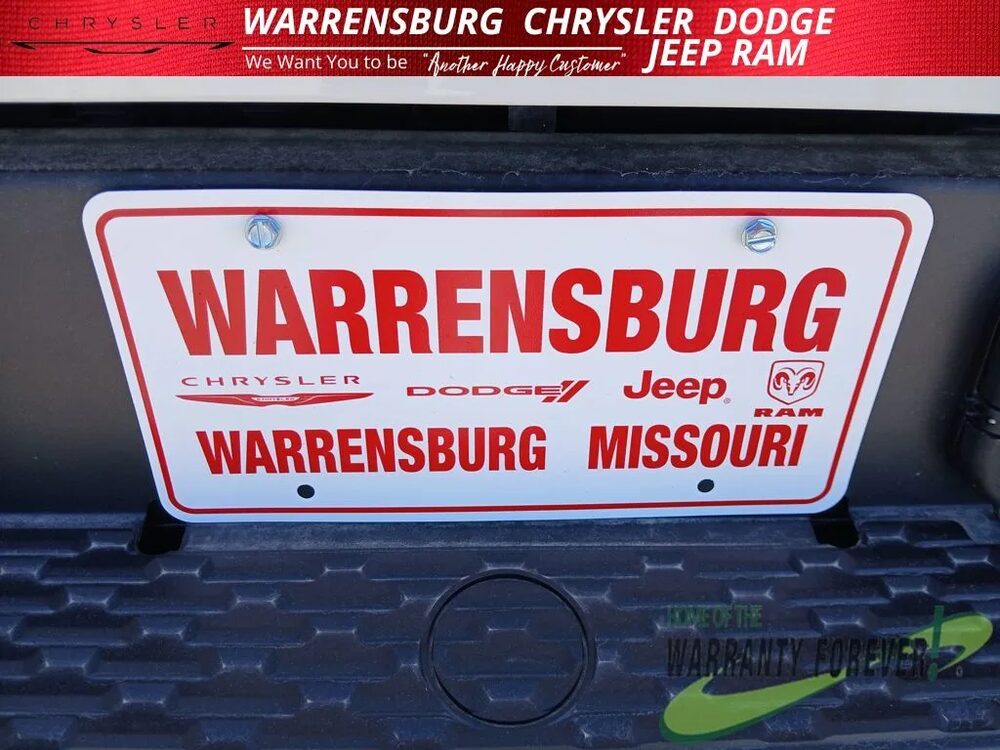 CHRYSLER
WARRENSBURG CHRYSLER DODGE
JEEP RAM
We Want You to be "Another Happy Customer"
WARRENSBURG
CHRYSLER DODGE Jeep RAM
WARRENSBURG MISSOURI
HOME OF THE
WARRANTY FOREVER!